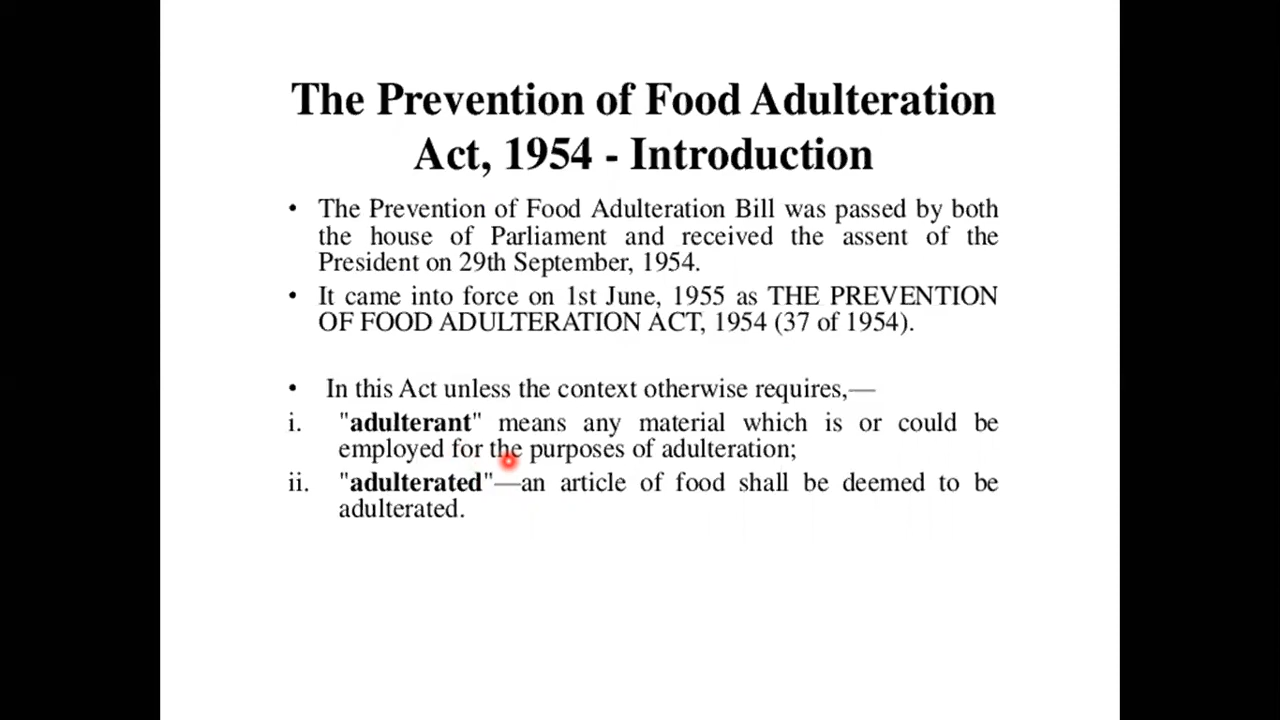 The Prevention of Food Adulteration
Act, 1954 - Introduction
• The Prevention of Food Adulteration Bill was passed by both
the house of Parliament and received the assent of the
President on 29th September, 1954.
• It came into force on 1st June, 1955 as THE PREVENTION
OF FOOD ADULTERATION ACT, 1954 (37 of 1954).
• In this Act unless the context otherwise requires,—
i. "adulterant" means any material which is or could be
employed for the purposes of adulteration;
ii. "adulterated"—an article of food shall be deemed to be
adulterated.